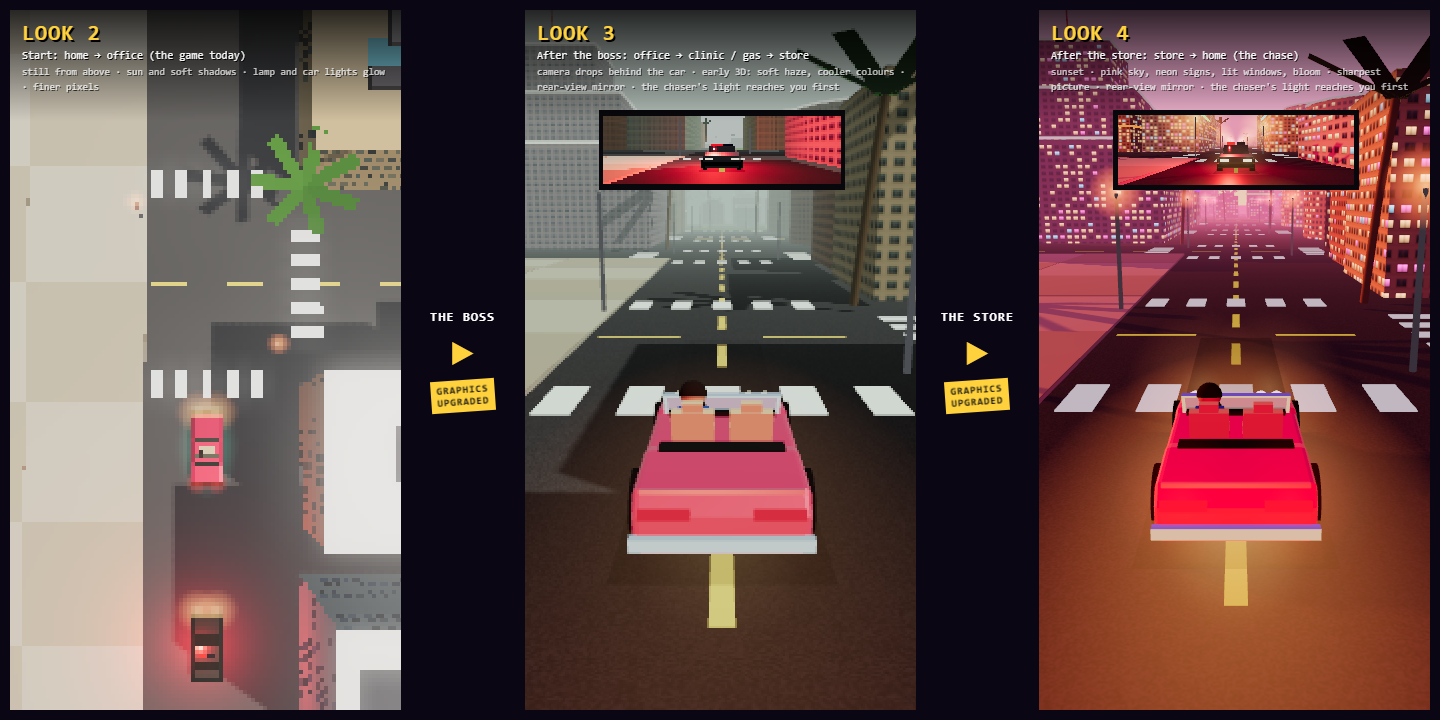 LOOK 2
Start: home → office (the game today)
still from above · sun and soft shadows · lamp and car lights glow
· finer pixels
THE BOSS
GRAPHICS
UPGRADED
LOOK 3
After the boss: office → clinic / gas → store
camera drops behind the car · early 3D: soft haze, cooler colours ·
rear-view mirror · the chaser's light reaches you first
THE STORE
GRAPHICS
UPGRADED
LOOK 4
After the store: store → home (the chase)
sunset · pink sky, neon signs, lit windows, bloom · sharpest
picture · rear-view mirror · the chaser's light reaches you first